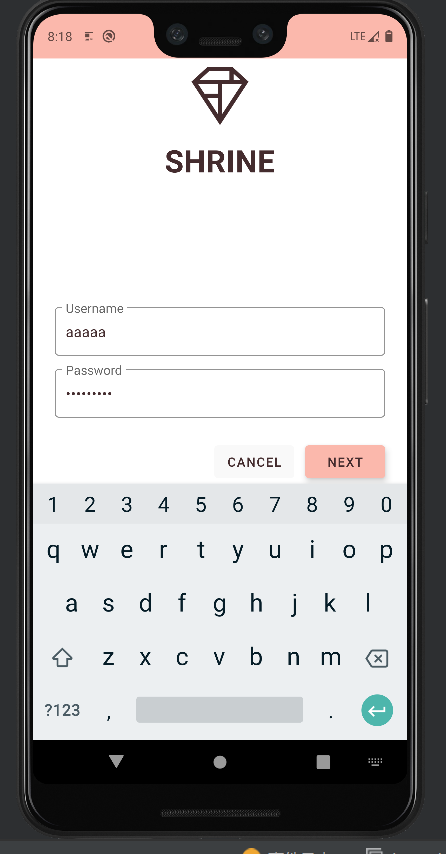 8:18 LTE
SHRINE
Username
aaaaa
Password
•••••••••
CANCEL NEXT
1 2 3 4 5 6 7 8 9 0
q w e r t y u i o p
a s d f g h j k l
z x c v b n m
?123 , .